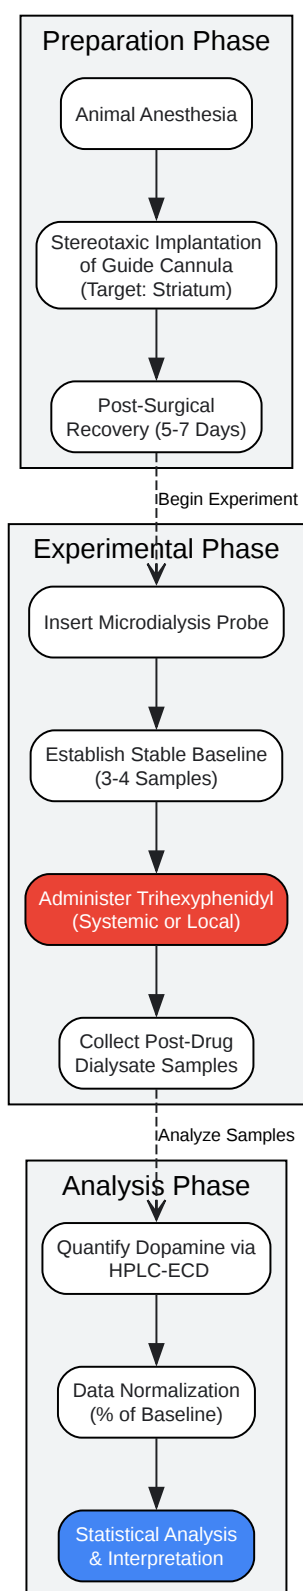 Preparation Phase
Animal Anesthesia
Stereotaxic Implantation
of Guide Cannula
(Target: Striatum)
Post-Surgical
Recovery (5-7 Days)
Begin Experiment
Experimental Phase
Insert Microdialysis Probe
Establish Stable Baseline
(3-4 Samples)
Administer Trihexyphenidyl
(Systemic or Local)
Collect Post-Drug
Dialysate Samples
Analyze Samples
Analysis Phase
Quantify Dopamine via
HPLC-ECD
Data Normalization
(% of Baseline)
Statistical Analysis
& Interpretation